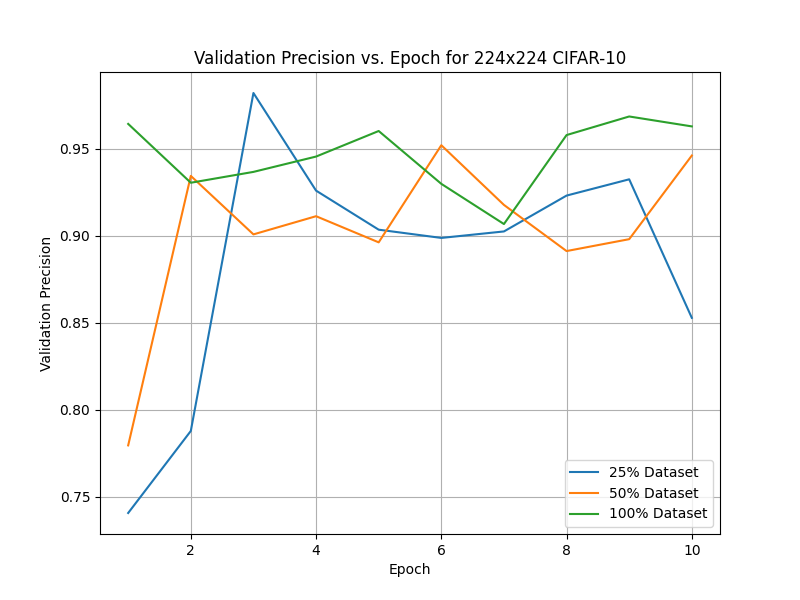 Validation Precision vs. Epoch for 224x224 CIFAR-10
Validation Precision
0.95
0.90
0.85
0.80
0.75
2
4
6
8
10
Epoch
25% Dataset
50% Dataset
100% Dataset